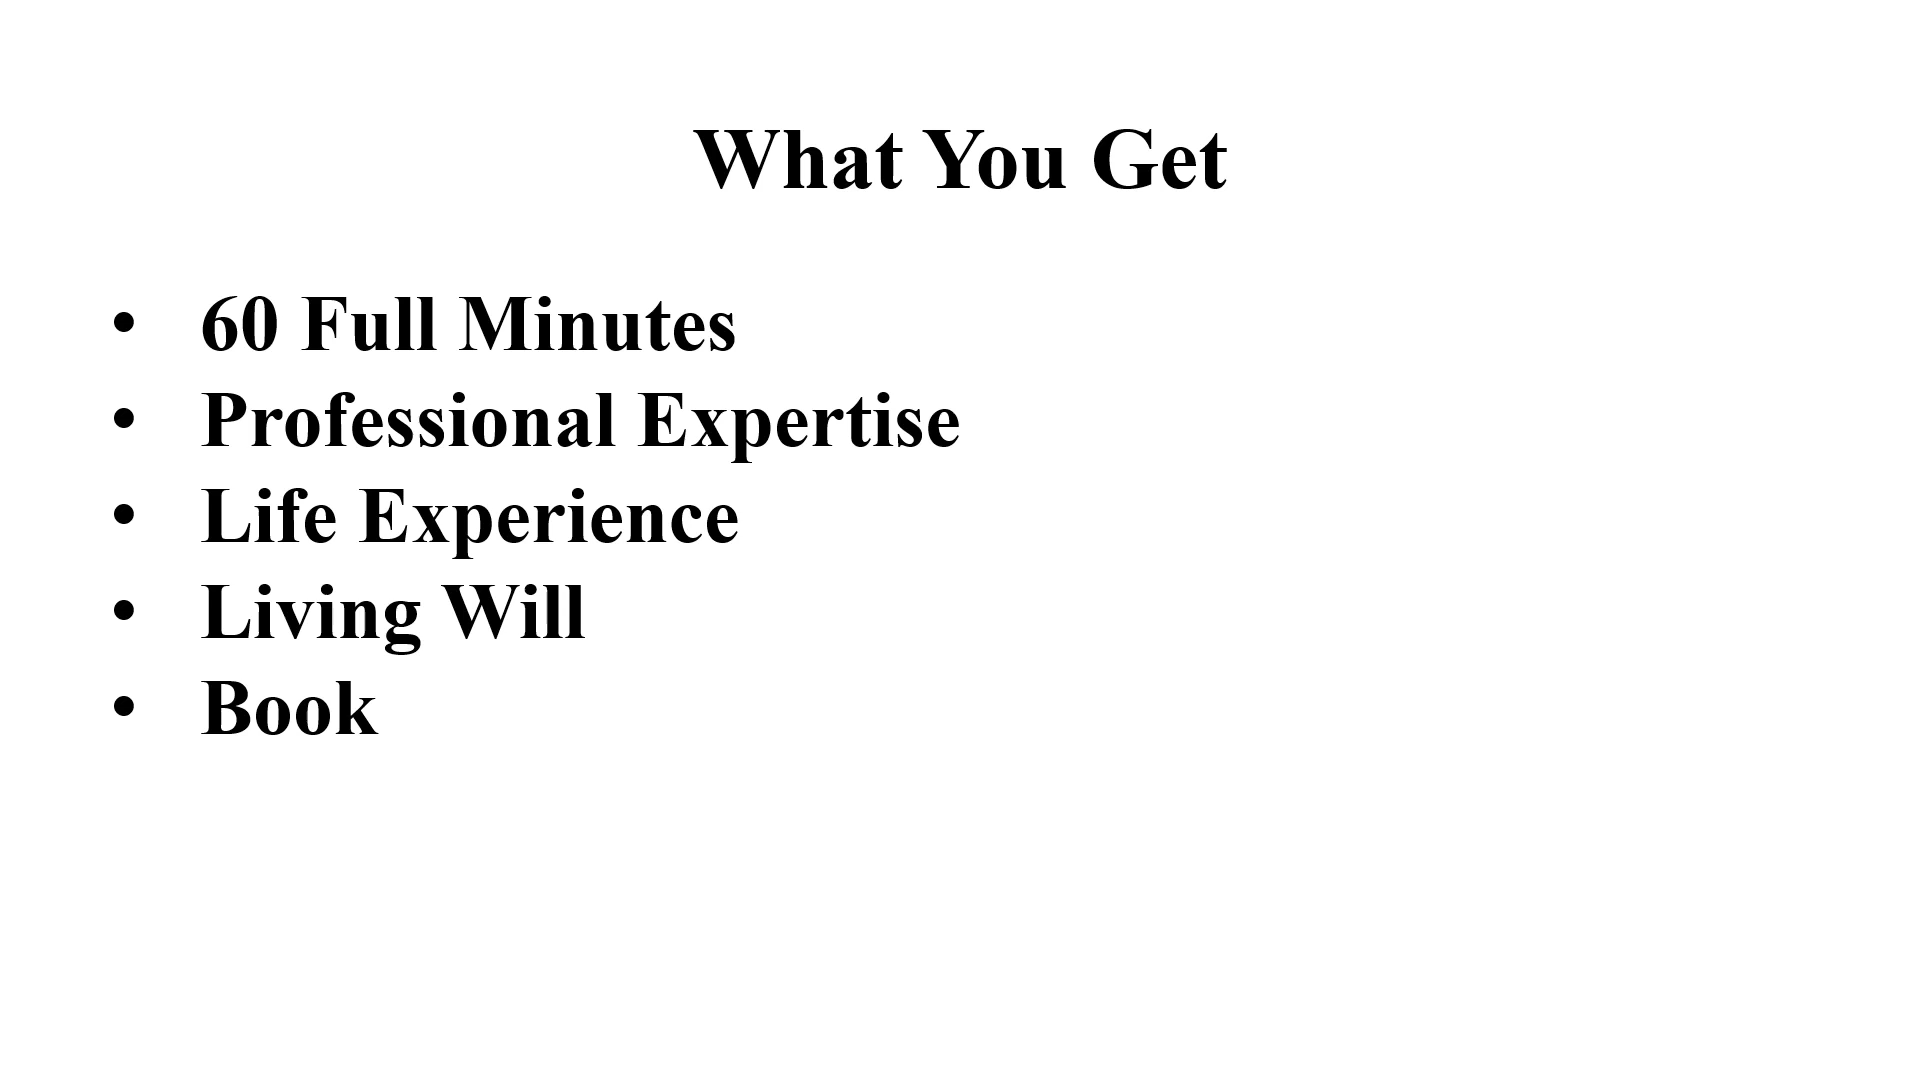 What You Get
• 60 Full Minutes
• Professional Expertise
• Life Experience
• Living Will
• Book